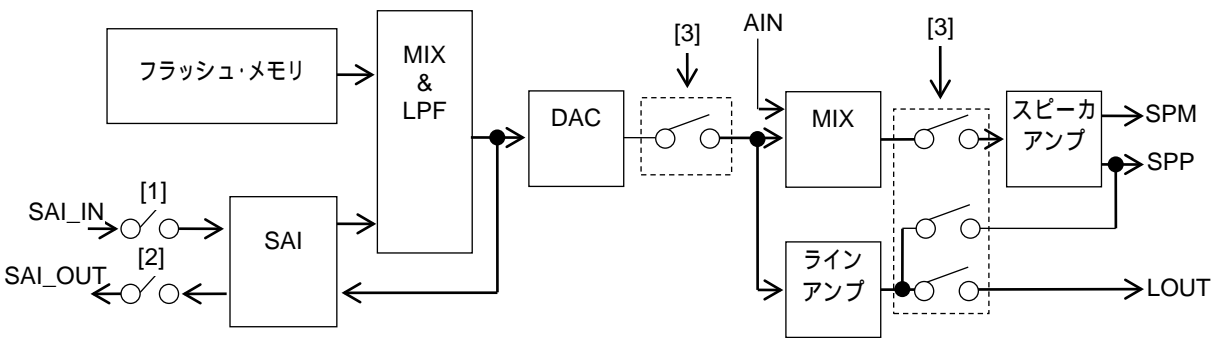 フラッシュ・メモリ
MIX
&
LPF
DAC
[3]
AIN
MIX
[3]
スピーカ
アンプ
SPM
SPP
SAI_IN
[1]
SAI
SAI_OUT
[2]
ライン
アンプ
LOUT